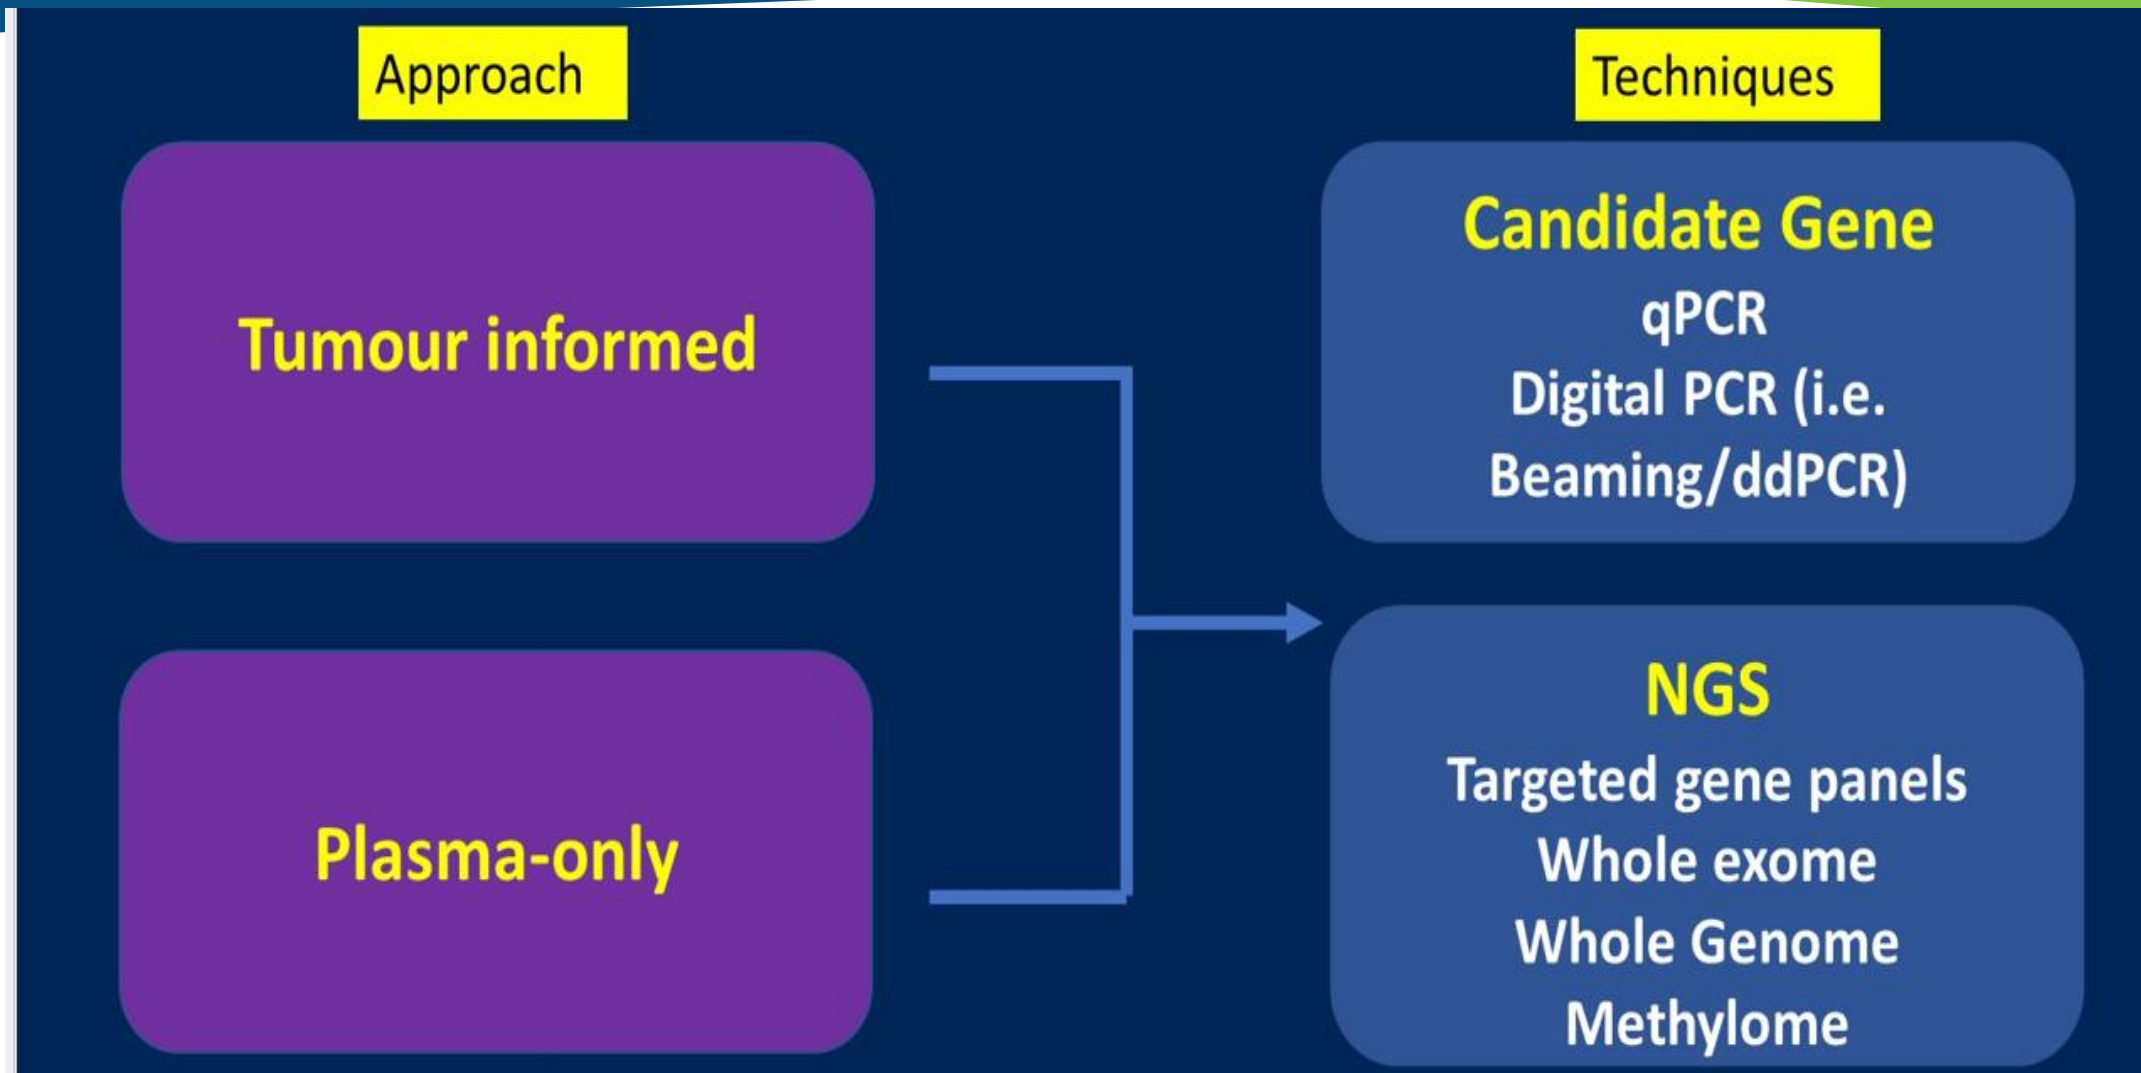 Approach
Techniques
Tumour informed
Candidate Gene
qPCR
Digital PCR (i.e.
Beaming/ddPCR)
Plasma-only
NGS
Targeted gene panels
Whole exome
Whole Genome
Methylome